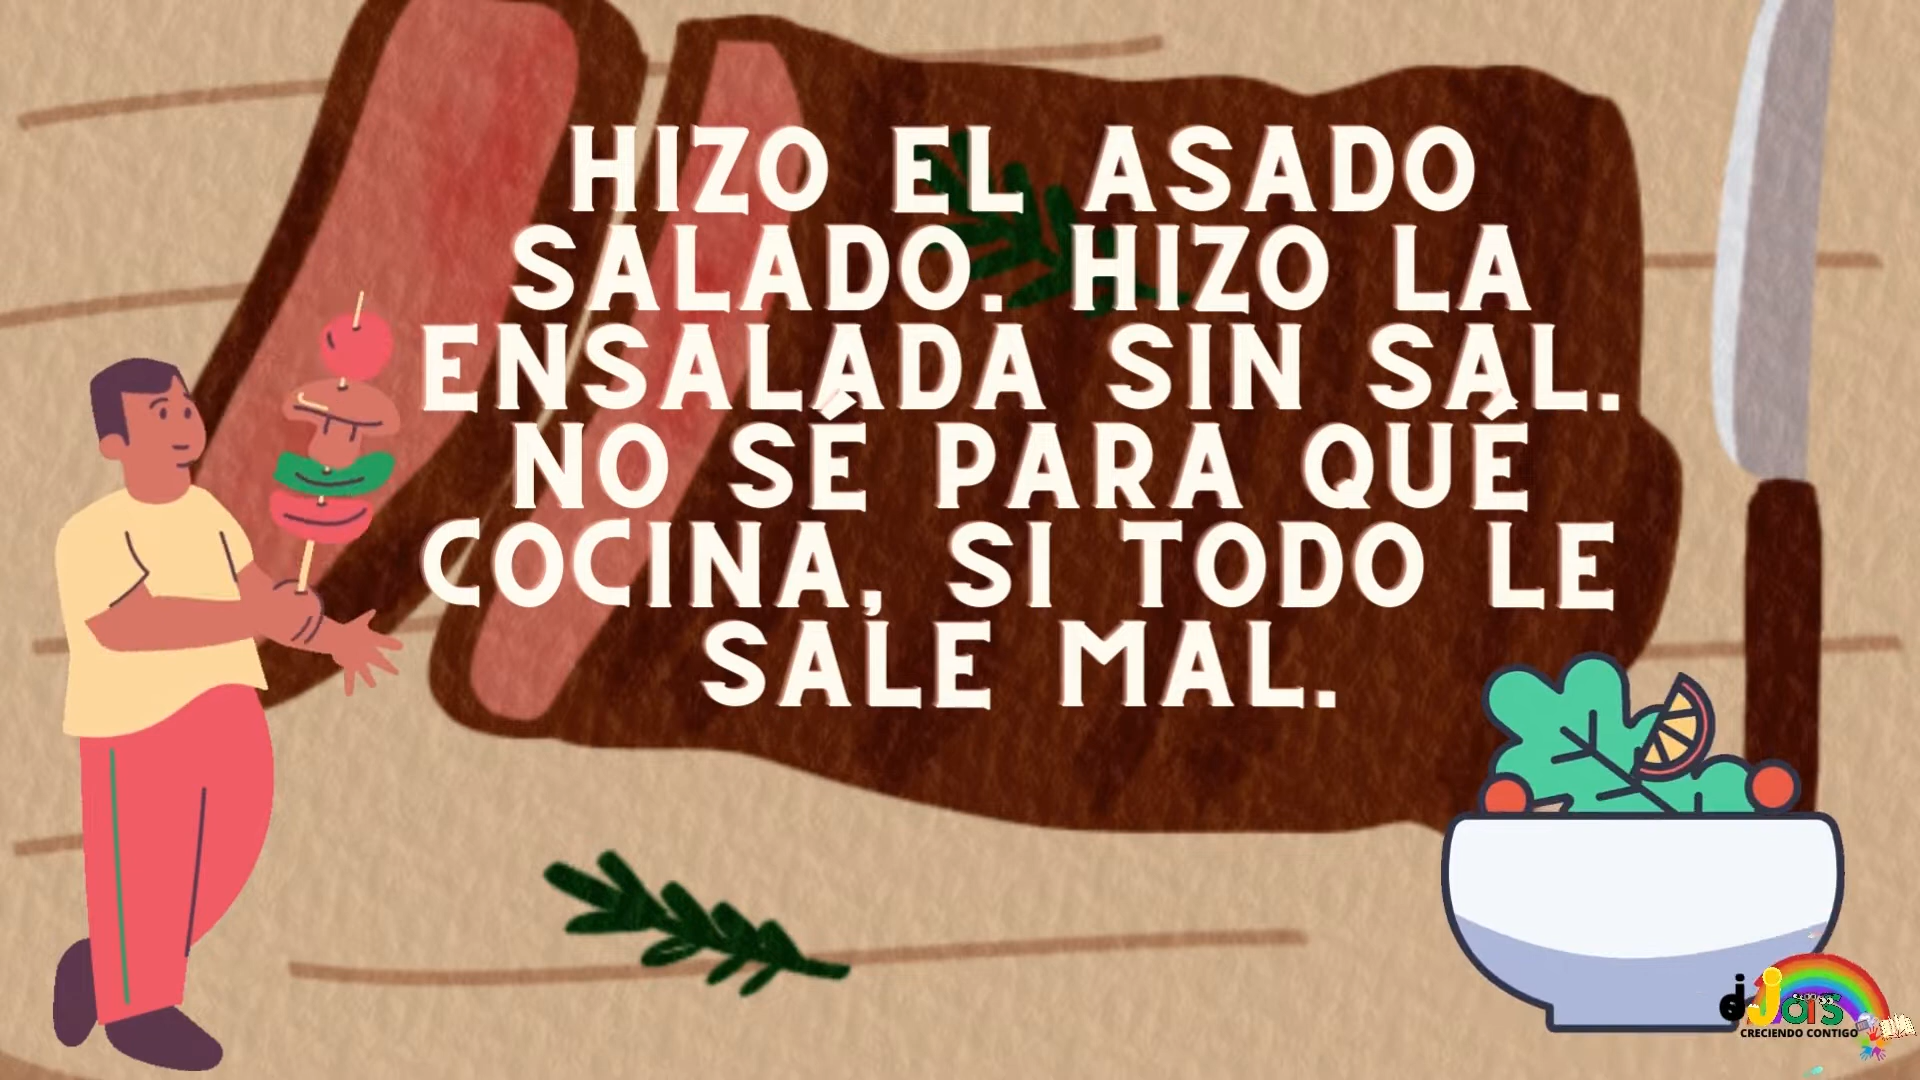 HIZO EL ASADO
SALADO. HIZO LA
ENSALADA SIN SAL.
NO SÉ PARA QUÉ
COCINA, SI TODO LE
SALE MAL.
CRECIENDO CONTIGO